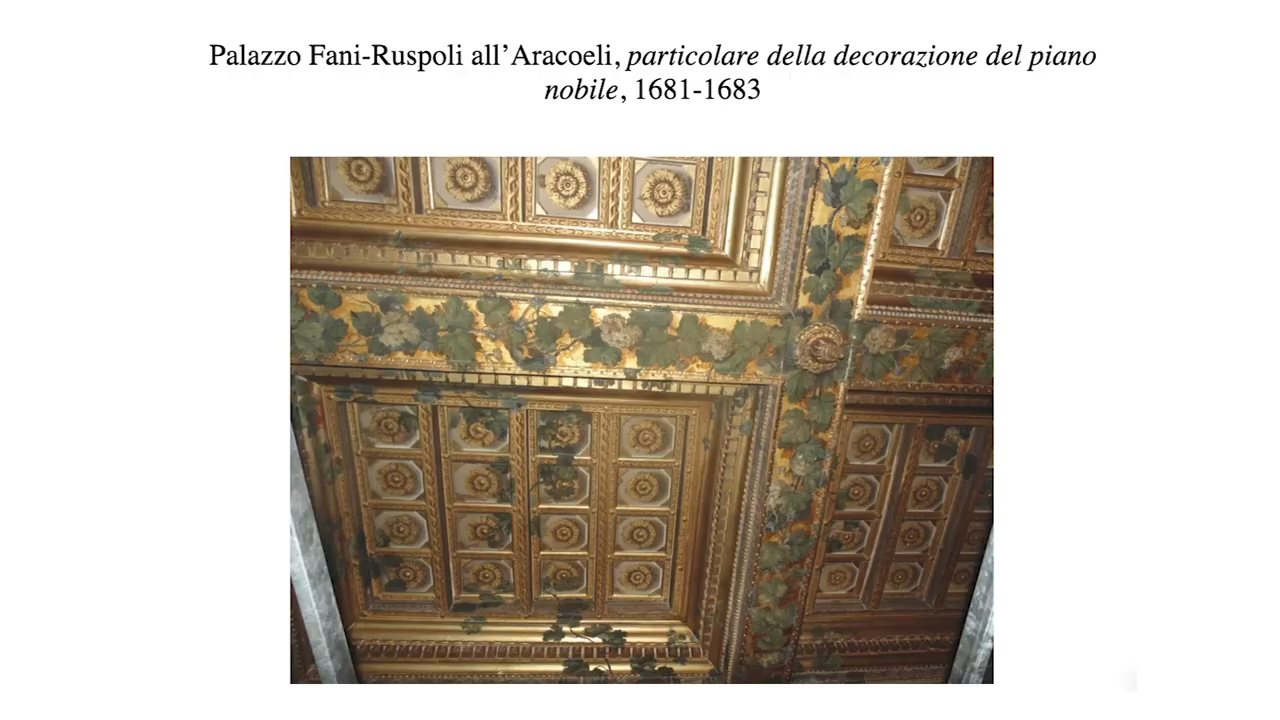 Palazzo Fani-Ruspoli all’Aracoeli, particolare della decorazione del piano
nobile, 1681-1683